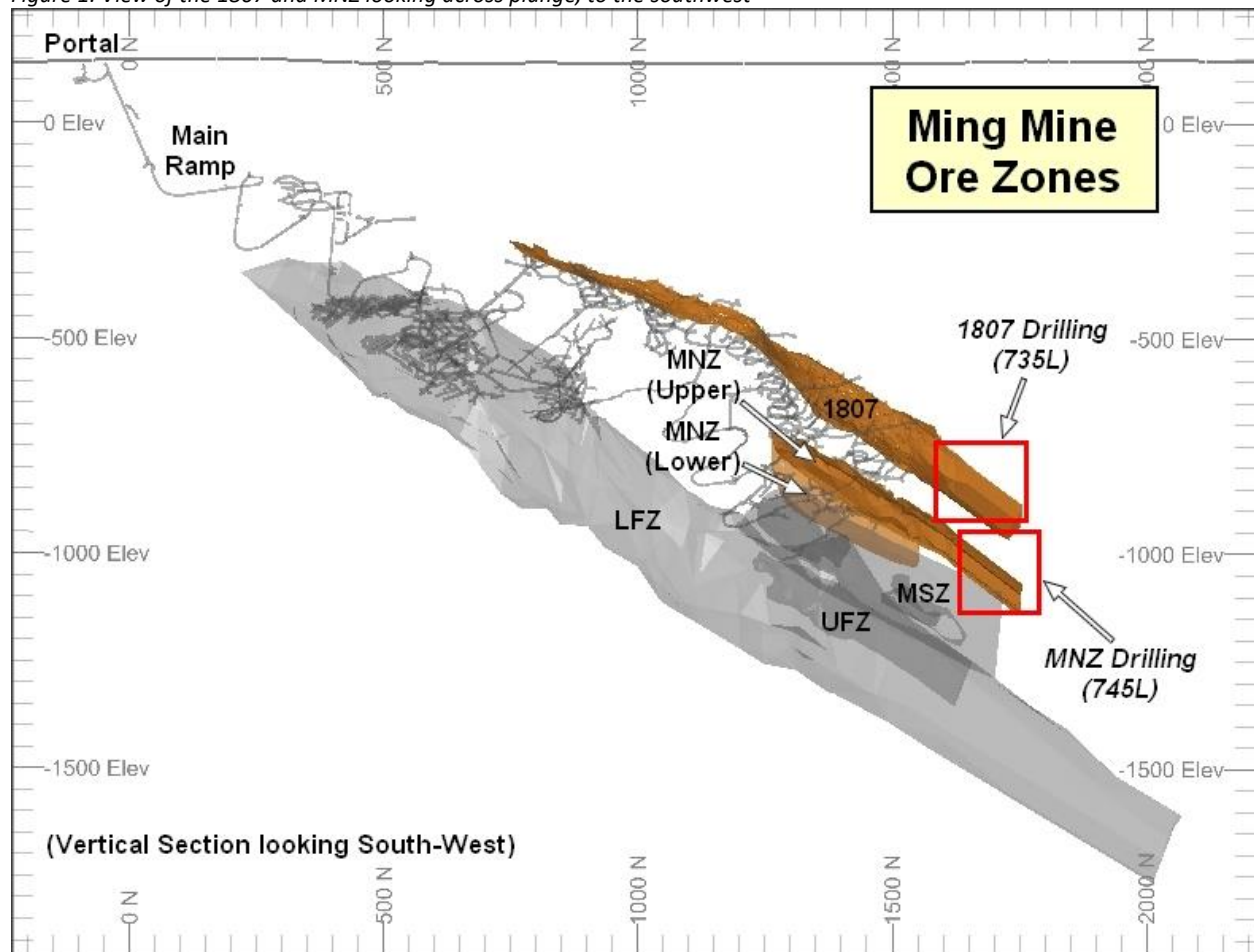 Figure 1: View of the 1807 and MNZ looking across plunge, to the southwest
Portal
0 N
500 N
1000 N
1500 N
2000 N
0 Elev
0 Elev
Main
Ramp
Ming Mine
Ore Zones
-500 Elev
-500 Elev
1807 Drilling
(735L)
MNZ
(Upper)
1807
MNZ
(Lower)
LFZ
-1000 Elev
-1000 Elev
MSZ
UFZ
MNZ Drilling
(745L)
-1500 Elev
-1500 Elev
(Vertical Section looking South-West)
0 N
500 N
1000 N
1500 N
2000 N